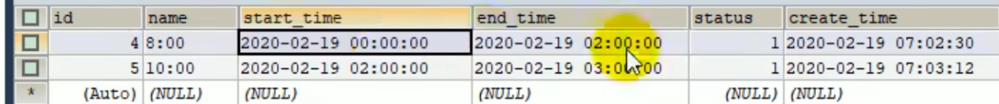 id name start_time end_time status create_time
4 8:00 2020-02-19 00:00:00 2020-02-19 02:00:00 1 2020-02-19 07:02:30
5 10:00 2020-02-19 02:00:00 2020-02-19 03:00:00 1 2020-02-19 07:03:12
* (Auto) (NULL) (NULL) (NULL) (NULL) (NULL)